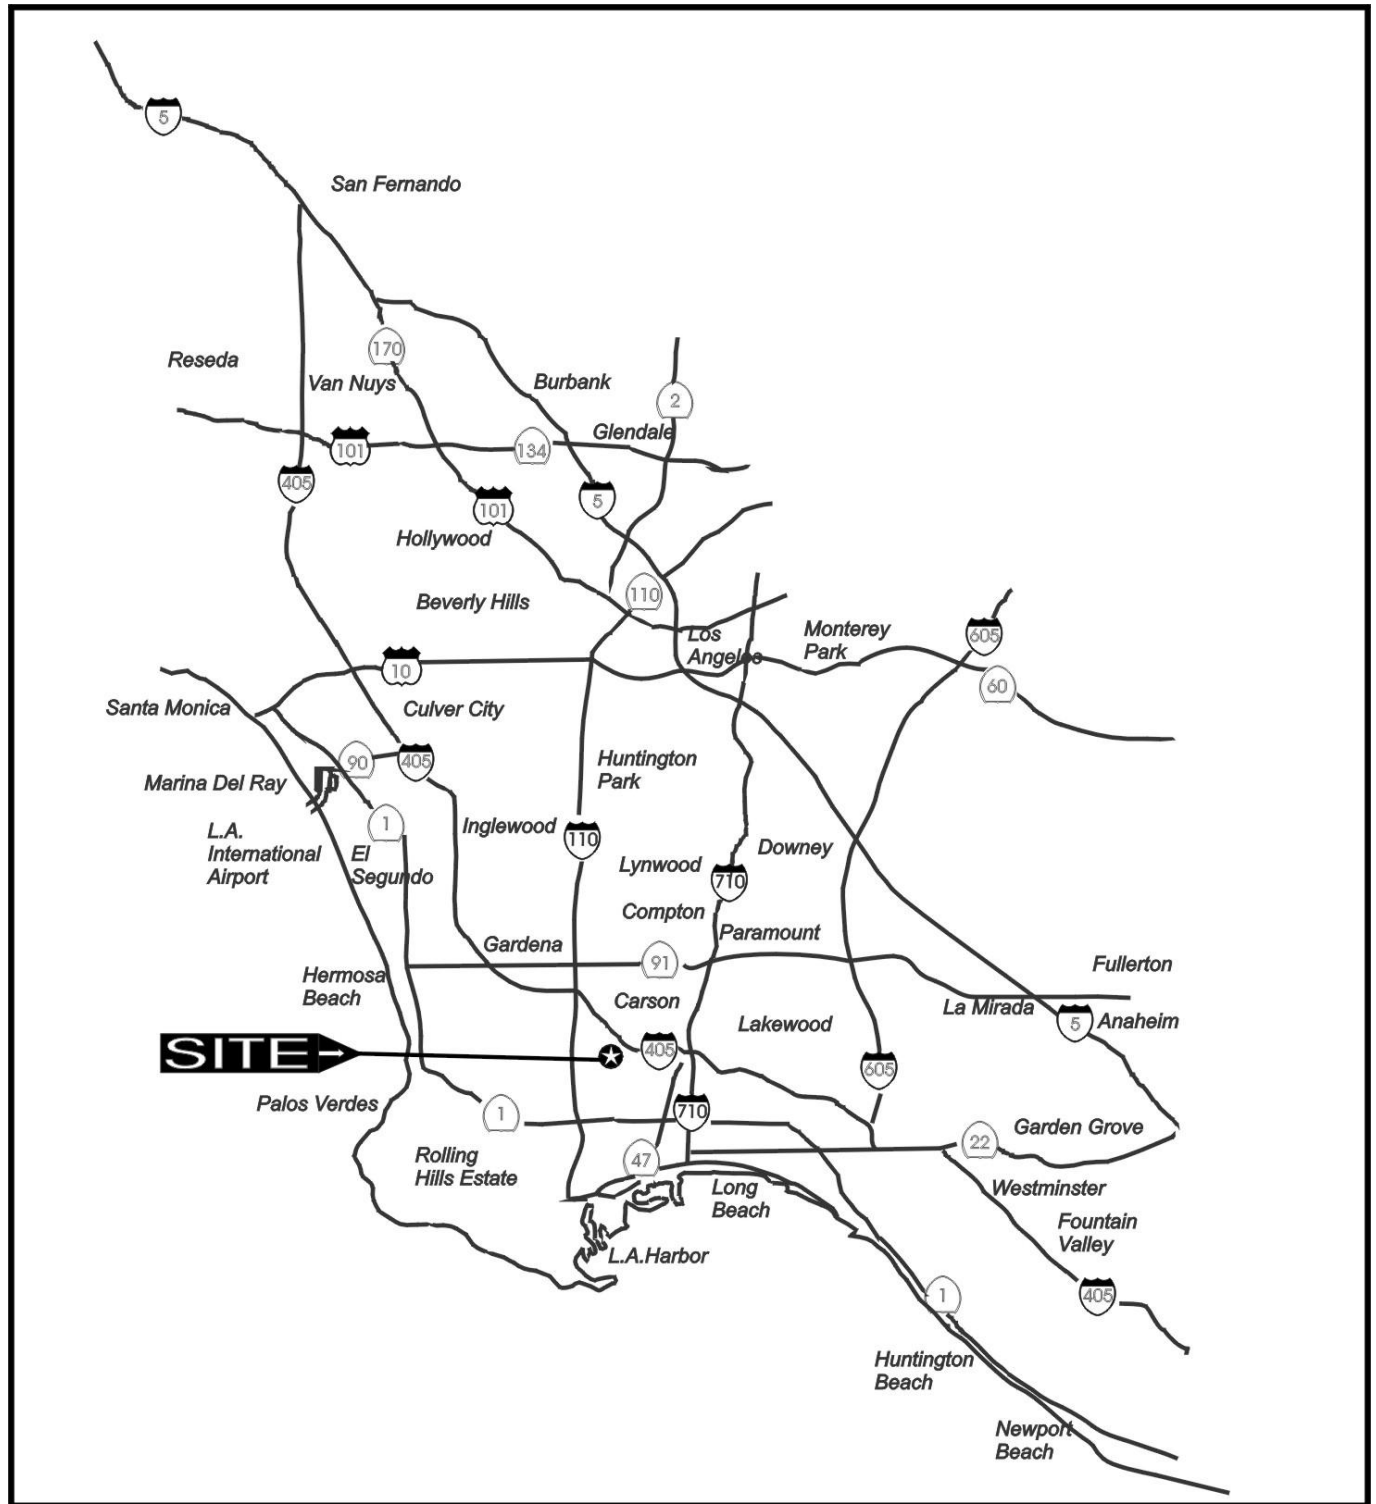 5
San Fernando
170
Reseda
Van Nuys
Burbank
2
Glendale
101
134
405
5
101
Hollywood
110
Beverly Hills
Los
Angeles
Monterey
Park
605
10
60
Santa Monica
Culver City
90
405
Huntington
Park
Marina Del Ray
1
L.A.
International
Airport
El
Segundo
Inglewood
110
Downey
Lynwood
710
Compton
Paramount
Gardena
91
Fullerton
Hermosa
Beach
Carson
La Mirada
Lakewood
5
Anaheim
SITE
405
605
Palos Verdes
1
710
Garden Grove
22
Rolling
Hills Estate
47
Long
Beach
Westminster
Fountain
Valley
L.A.Harbor
1
405
Huntington
Beach
Newport
Beach